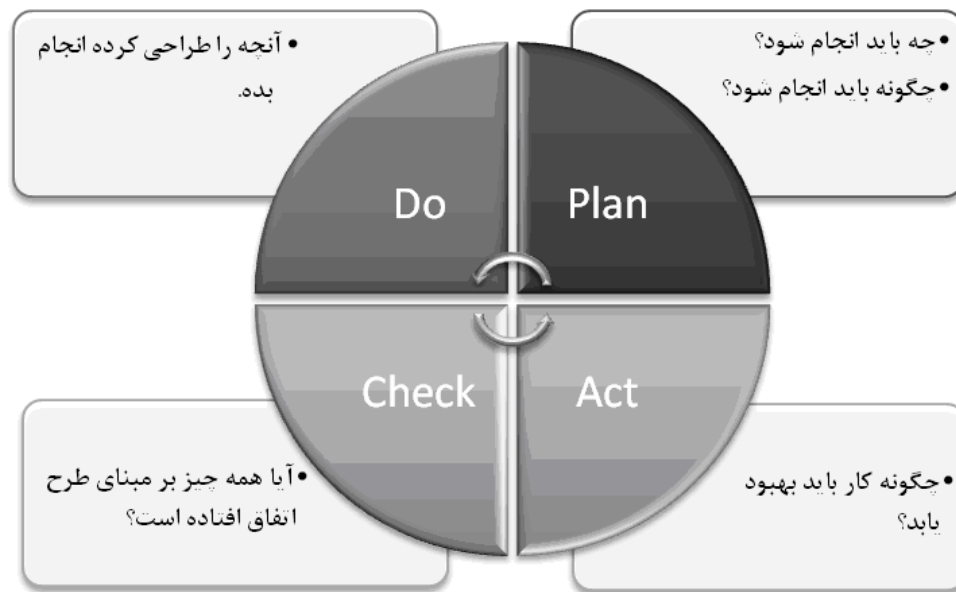 • چه باید انجام شود؟
• چگونه باید انجام شود؟
Plan
• آنچه را طراحی کرده انجام
بده.
Do
• آیا همه چیز بر مبنای طرح
اتفاق افتاده است؟
Check
• چگونه کار باید بهبود
یابد؟
Act